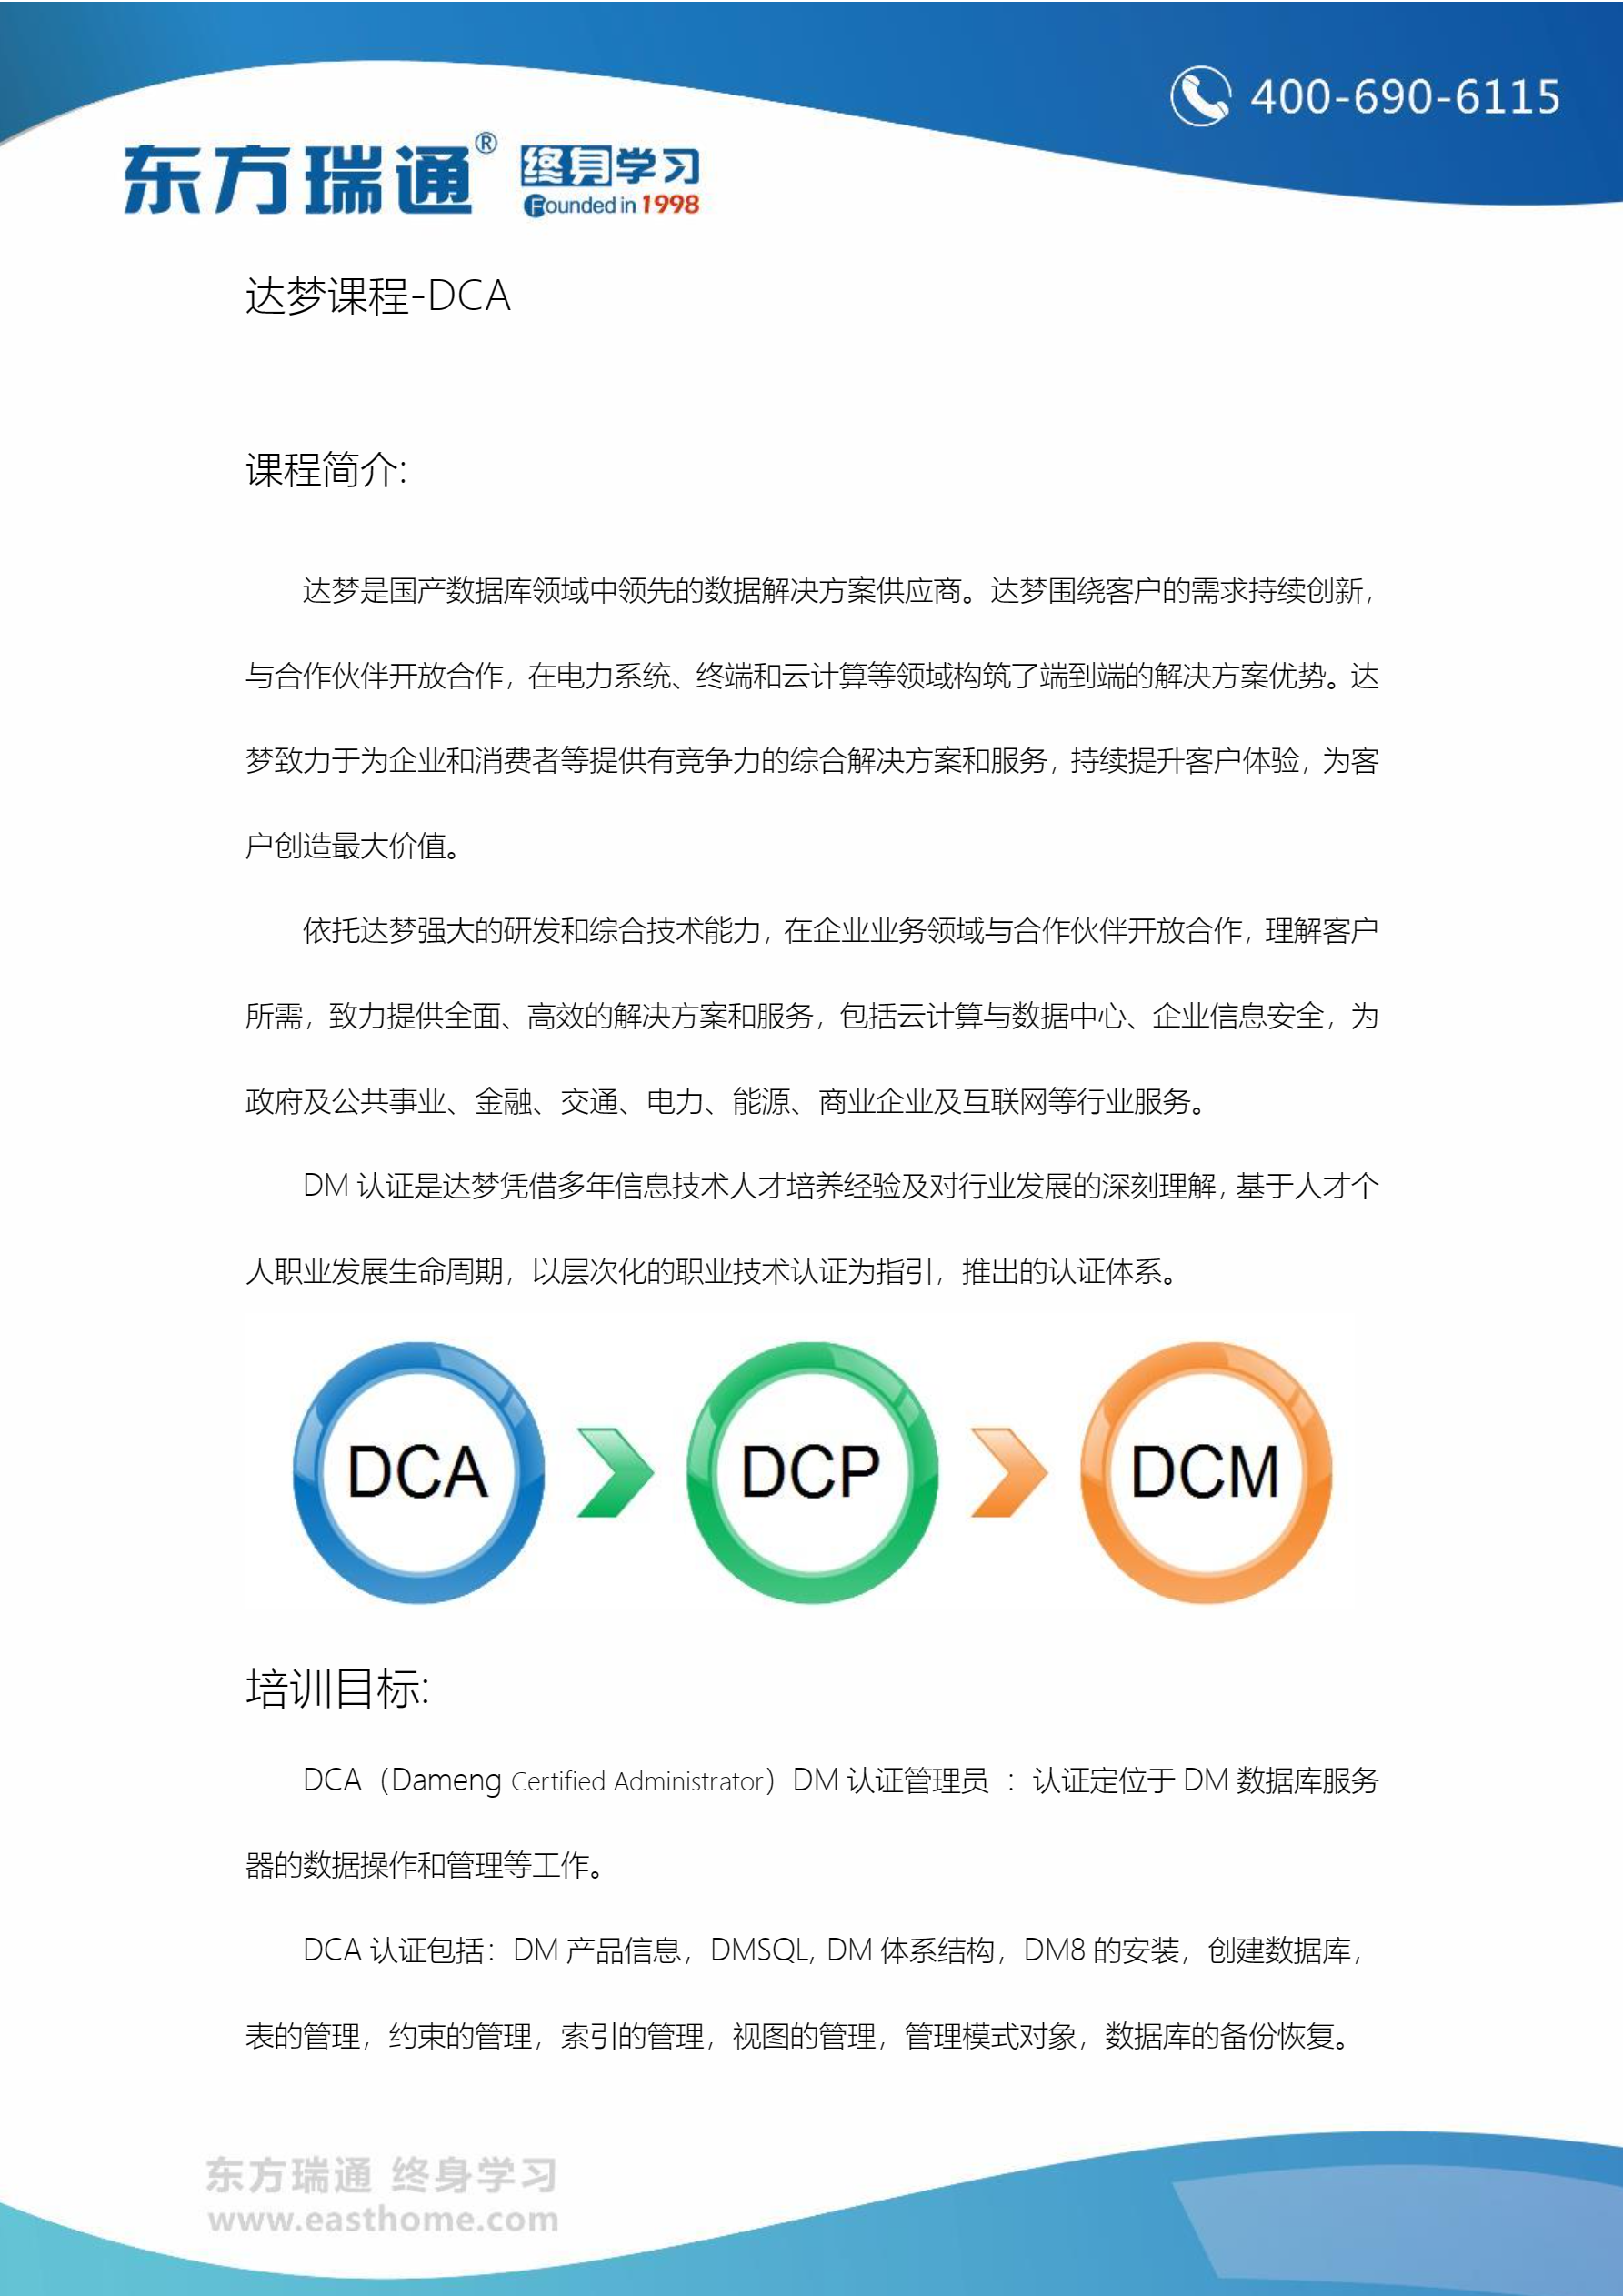 400-690-6115
东方瑞通® 终身学习
Founded in 1998
达梦课程-DCA
课程简介:
达梦是国产数据库领域中领先的数据解决方案供应商。达梦围绕客户的需求持续创新，
与合作伙伴开放合作，在电力系统、终端和云计算等领域构筑了端到端的解决方案优势。达
梦致力于为企业和消费者等提供有竞争力的综合解决方案和服务，持续提升客户体验，为客
户创造最大价值。
依托达梦强大的研发和综合技术能力，在企业业务领域与合作伙伴开放合作，理解客户
所需，致力提供全面、高效的解决方案和服务，包括云计算与数据中心、企业信息安全，为
政府及公共事业、金融、交通、电力、能源、商业企业及互联网等行业服务。
DM 认证是达梦凭借多年信息技术人才培养经验及对行业发展的深刻理解，基于人才个
人职业发展生命周期，以层次化的职业技术认证为指引，推出的认证体系。
DCA DCP DCM
培训目标:
DCA（Dameng Certified Administrator）DM 认证管理员 ：认证定位于 DM 数据库服务
器的数据操作和管理等工作。
DCA 认证包括：DM 产品信息，DMSQL, DM 体系结构，DM8 的安装，创建数据库，
表的管理，约束的管理，索引的管理，视图的管理，管理模式对象，数据库的备份恢复。
东方瑞通 终身学习
www.easthome.com